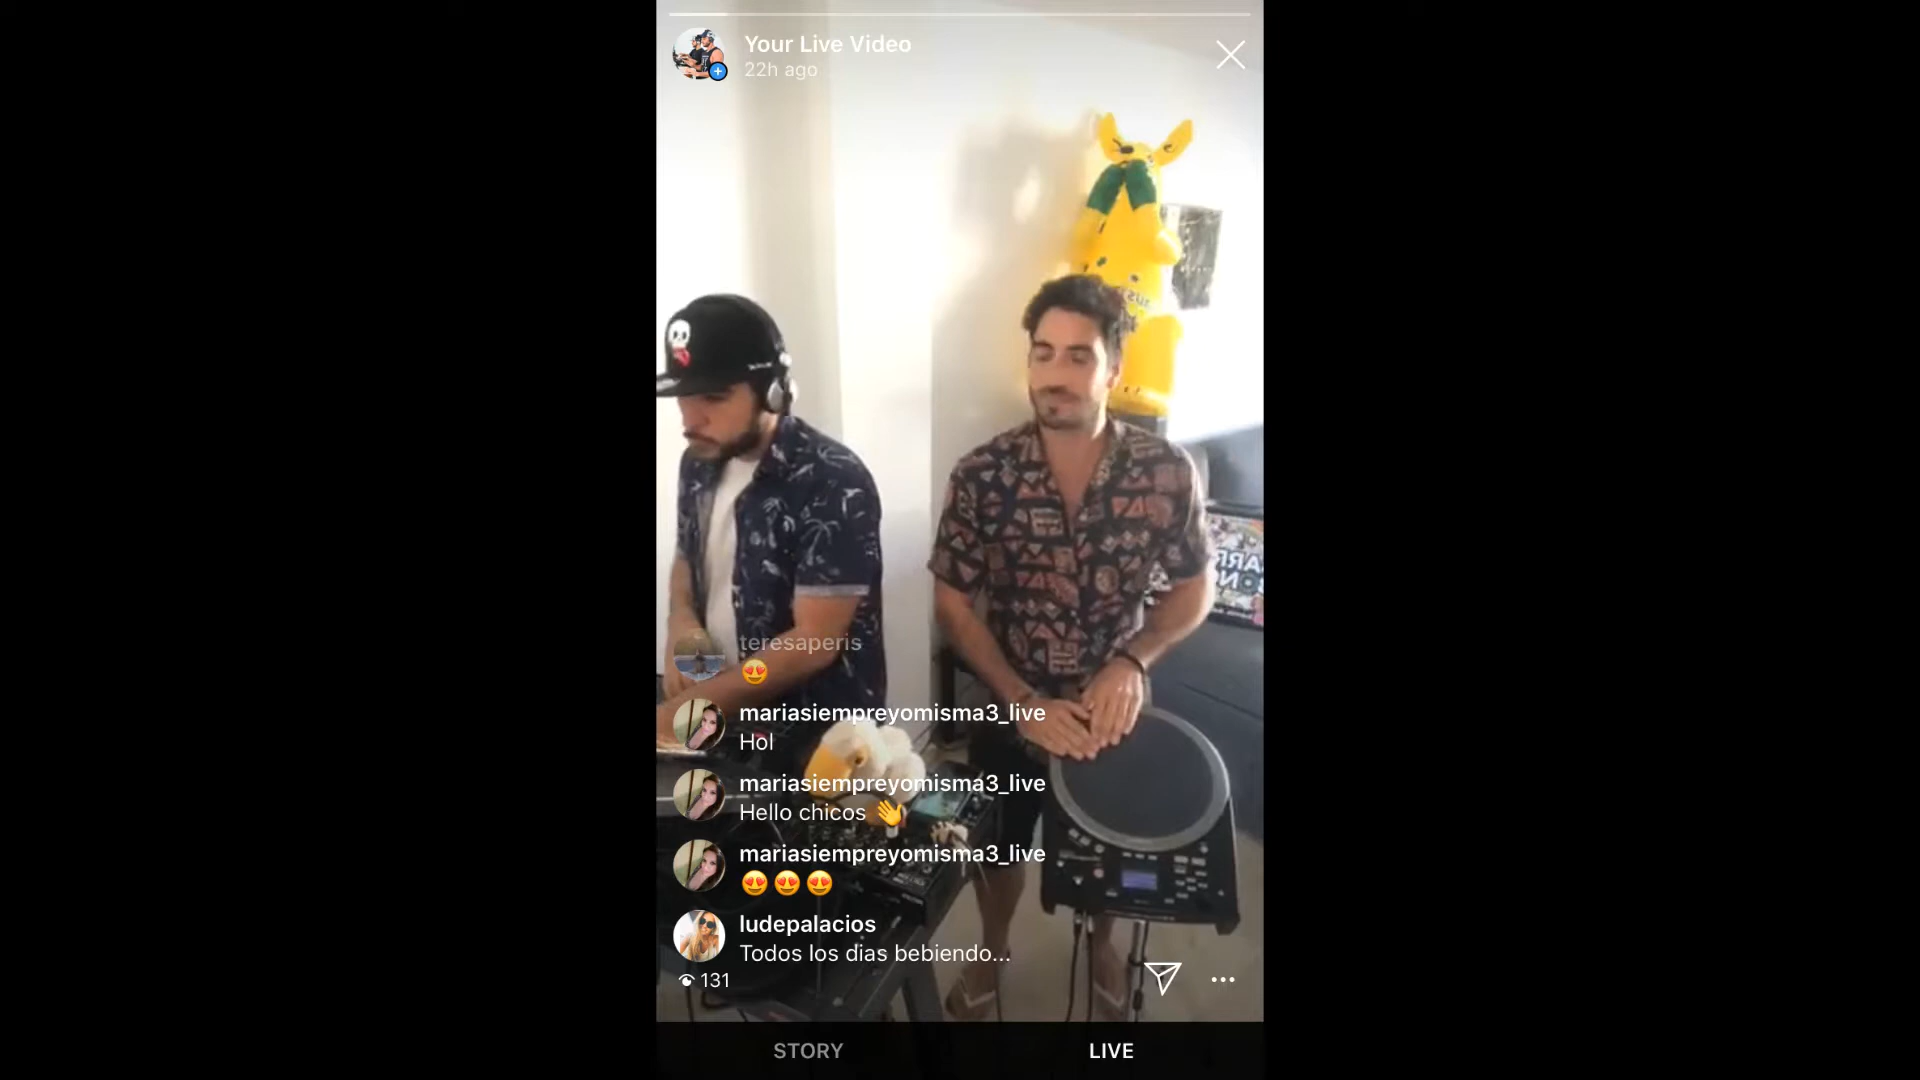 Your Live Video
22h ago
teresaperis
😍
mariasiempreyomisma3_live
Hol
mariasiempreyomisma3_live
Hello chicos 👋
mariasiempreyomisma3_live
😍😍😍
ludepalacios
Todos los dias bebiendo...
131
STORY
LIVE